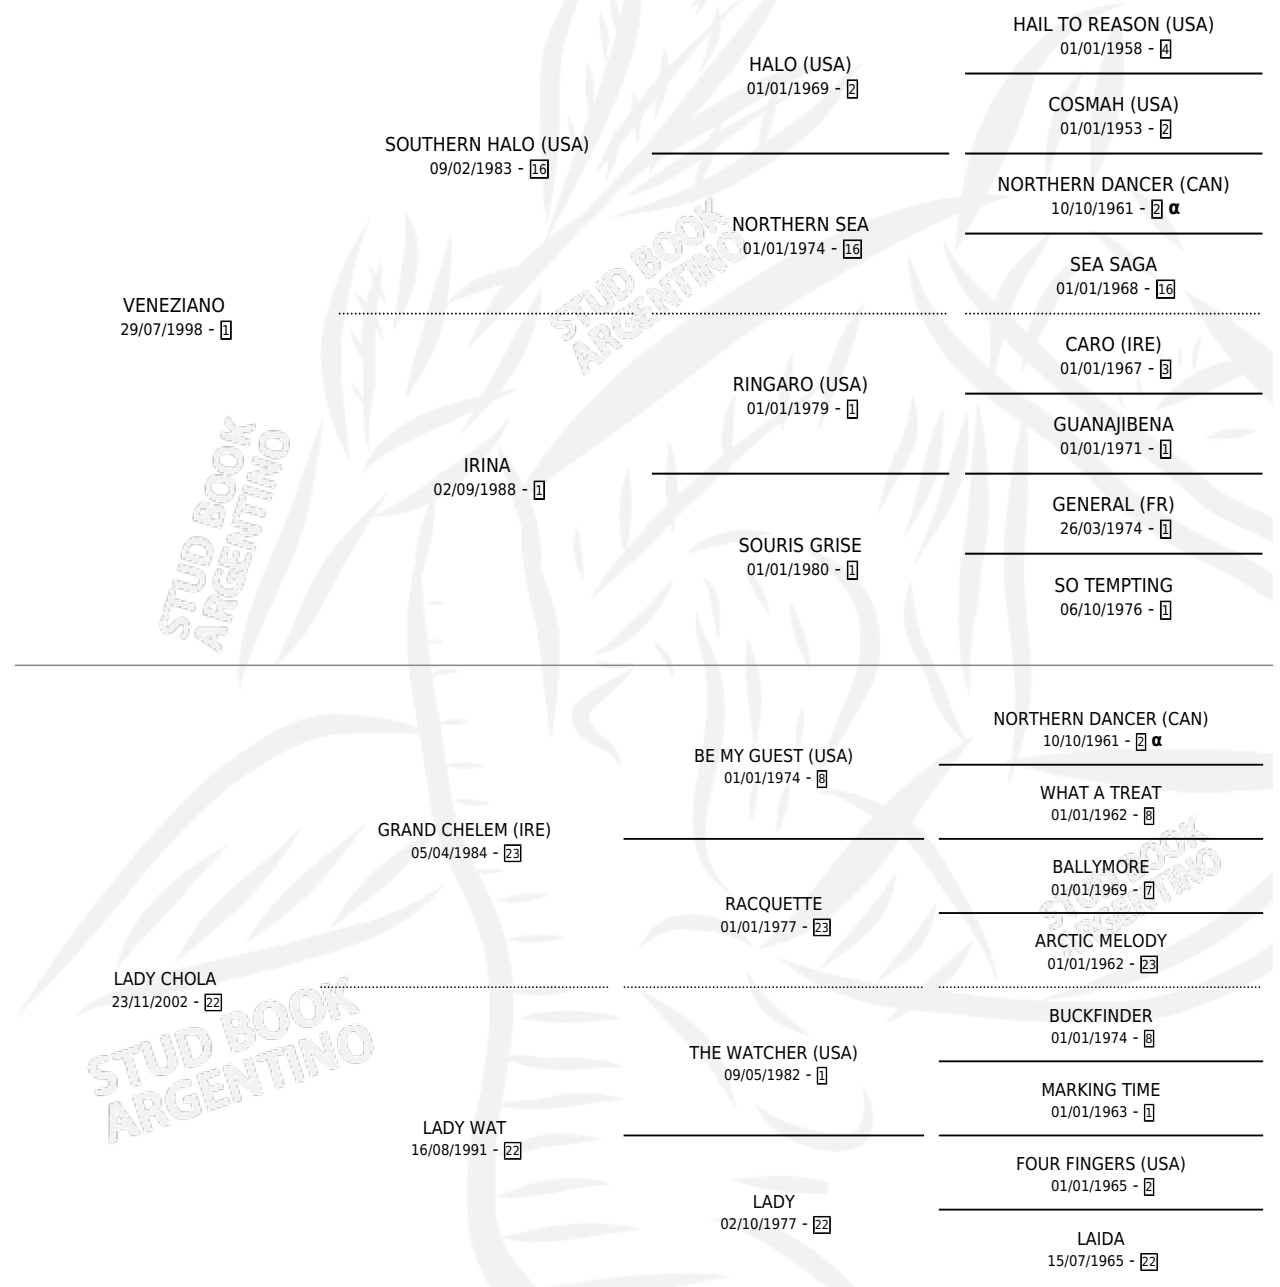 HAIL TO REASON (USA)
01/01/1958 - 4
HALO (USA)
01/01/1969 - 2
COSMAH (USA)
01/01/1953 - 2
SOUTHERN HALO (USA)
09/02/1983 - 16
NORTHERN DANCER (CAN)
10/10/1961 - 2 α
NORTHERN SEA
01/01/1974 - 16
SEA SAGA
01/01/1968 - 16
VENEZIANO
29/07/1998 - 1
CARO (IRE)
01/01/1967 - 3
RINGARO (USA)
01/01/1979 - 1
GUANAJIBENA
01/01/1971 - 1
IRINA
02/09/1988 - 1
GENERAL (FR)
26/03/1974 - 1
SOURIS GRISE
01/01/1980 - 1
SO TEMPTING
06/10/1976 - 1
STUD BOOK
ARGENTINO
STUD BOOK
ARGENTINO
NORTHERN DANCER (CAN)
10/10/1961 - 2 α
BE MY GUEST (USA)
01/01/1974 - 8
WHAT A TREAT
01/01/1962 - 8
GRAND CHELEM (IRE)
05/04/1984 - 23
BALLYMORE
01/01/1969 - 7
RACQUETTE
01/01/1977 - 23
ARCTIC MELODY
01/01/1962 - 23
LADY CHOLA
23/11/2002 - 22
BUCKFINDER
01/01/1974 - 8
THE WATCHER (USA)
09/05/1982 - 1
MARKING TIME
01/01/1963 - 1
LADY WAT
16/08/1991 - 22
FOUR FINGERS (USA)
01/01/1965 - 2
LADY
02/10/1977 - 22
LAIDA
15/07/1965 - 22
STUD BOOK
ARGENTINO
STUD BOOK
ARGENTINO